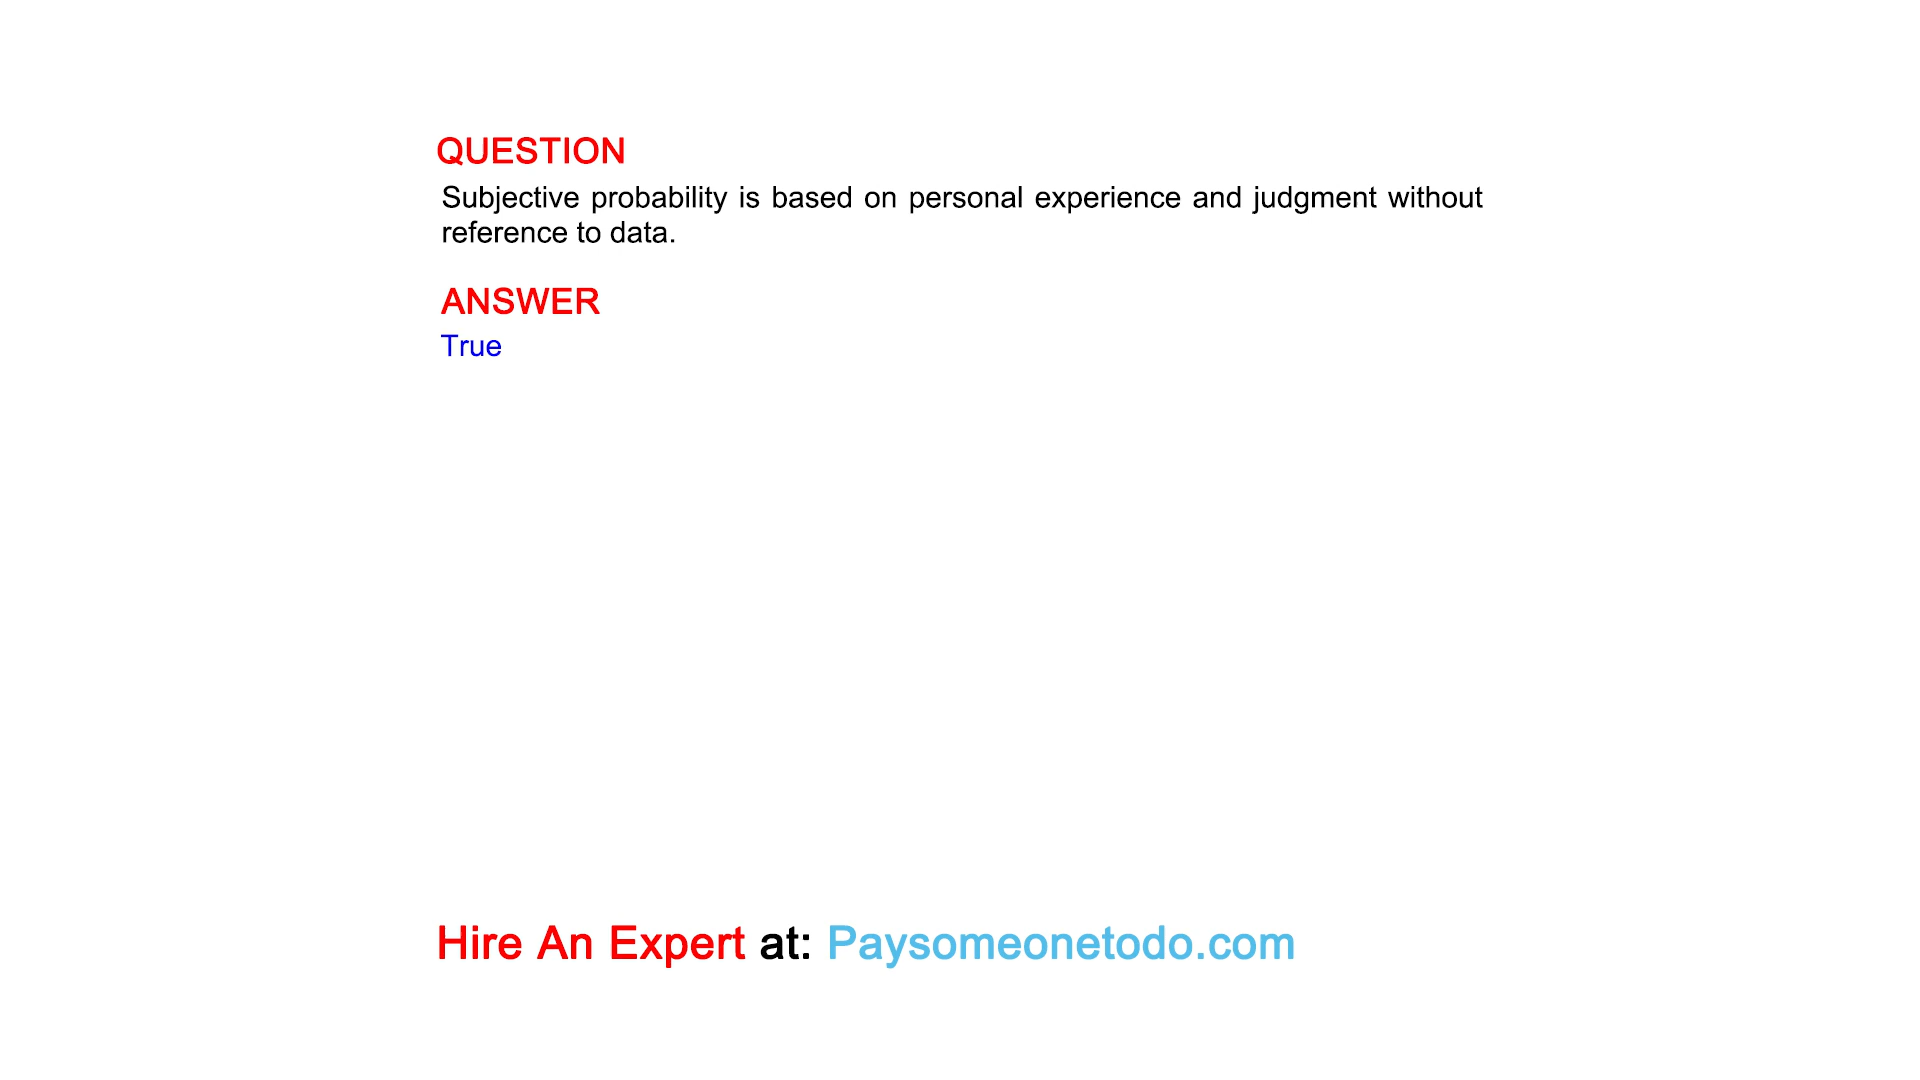 QUESTION
Subjective probability is based on personal experience and judgment without
reference to data.
ANSWER
True
Hire An Expert at: Paysomeonetodo.com